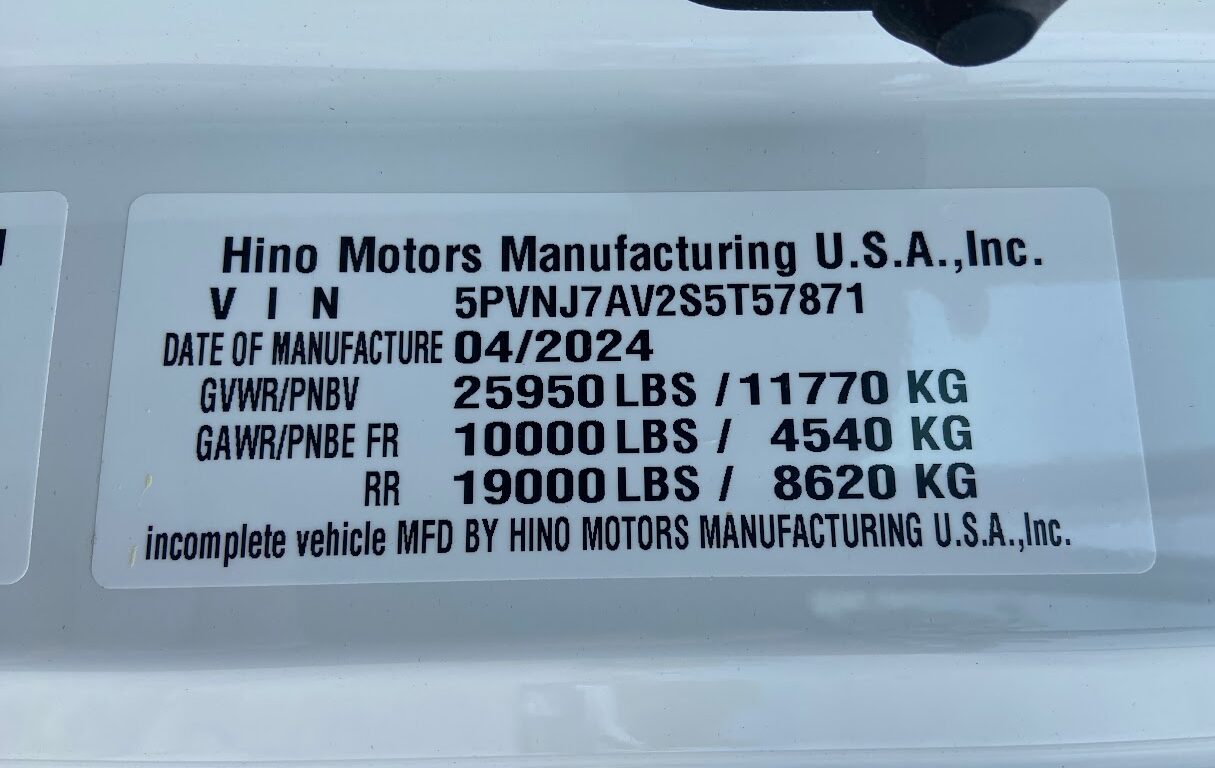 Hino Motors Manufacturing U.S.A.,Inc.
VIN 5PVNJ7AV2S5T57871
DATE OF MANUFACTURE 04/2024
GVWR/PNBV 25950 LBS / 11770 KG
GAWR/PNBE FR 10000 LBS / 4540 KG
RR 19000 LBS / 8620 KG
incomplete vehicle MFD BY HINO MOTORS MANUFACTURING U.S.A.,Inc.